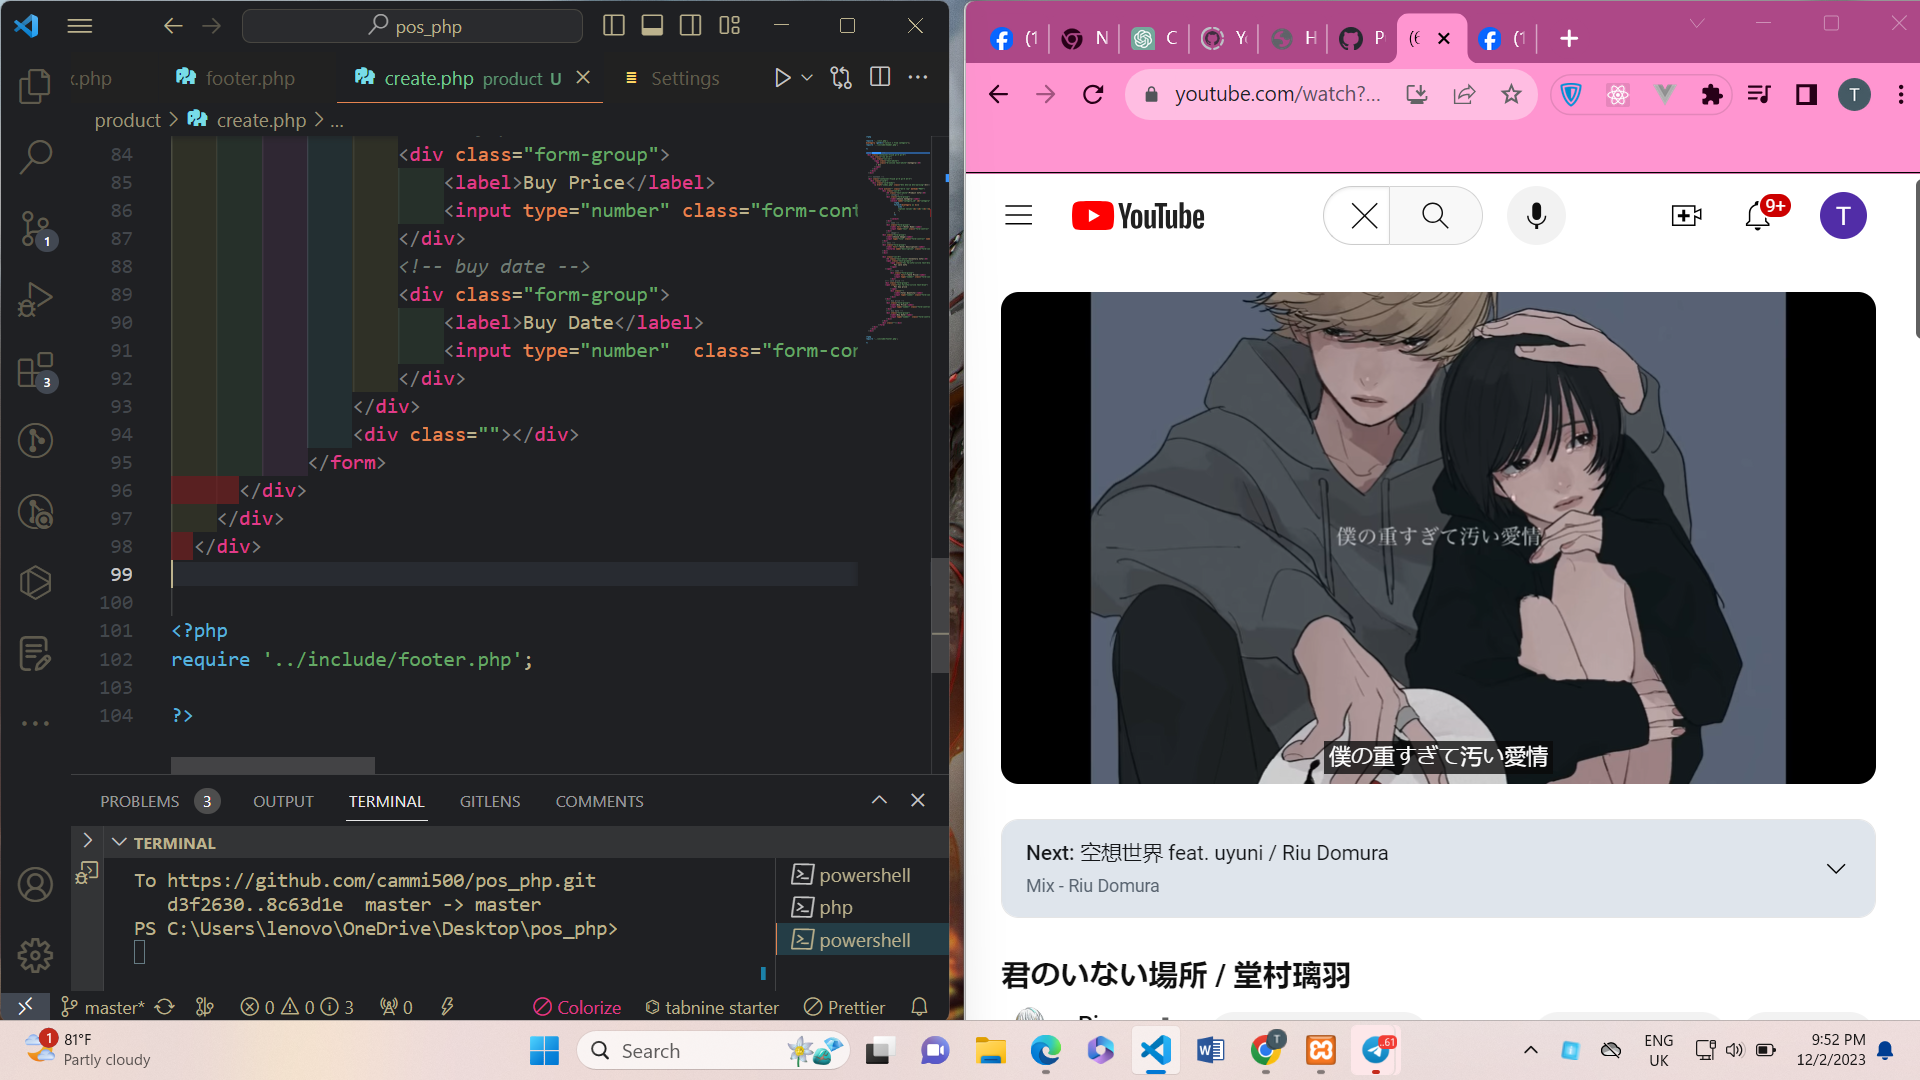 pos_php
x.php
footer.php
create.php product U
Settings
product > create.php > ...
84 <div class="form-group">
85 <label>Buy Price</label>
86 <input type="number" class="form-cont
87 </div>
88 <!-- buy date -->
89 <div class="form-group">
90 <label>Buy Date</label>
91 <input type="number"  class="form-con
92 </div>
93 </div>
94 <div class=""></div>
95 </form>
96 </div>
97 </div>
98 </div>
99
100
101 <?php
102 require '../include/footer.php';
103
104 ?>
PROBLEMS 3 OUTPUT TERMINAL GITLENS COMMENTS
TERMINAL
To https://github.com/cammi500/pos_php.git
d3f2630..8c63d1e  master -> master
PS C:\Users\lenovo\OneDrive\Desktop\pos_php>
powershell
php
powershell
1
3
master* 0 0 3 0 Colorize tabnine starter Prettier
(1 N C Yo H P (6 (1
youtube.com/watch?...
T
YouTube
9+
T
僕の重すぎて汚い愛情
僕の重すぎて汚い愛情
Next: 空想世界 feat. uyuni / Riu Domura
Mix - Riu Domura
君のいない場所 / 堂村璃羽
1
81°F
Partly cloudy
Search
T
.61
ENG
UK
9:52 PM
12/2/2023